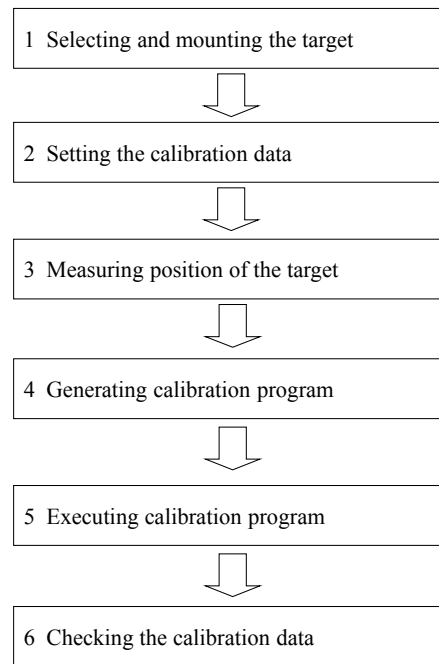 1 Selecting and mounting the target
2 Setting the calibration data
3 Measuring position of the target
4 Generating calibration program
5 Executing calibration program
6 Checking the calibration data